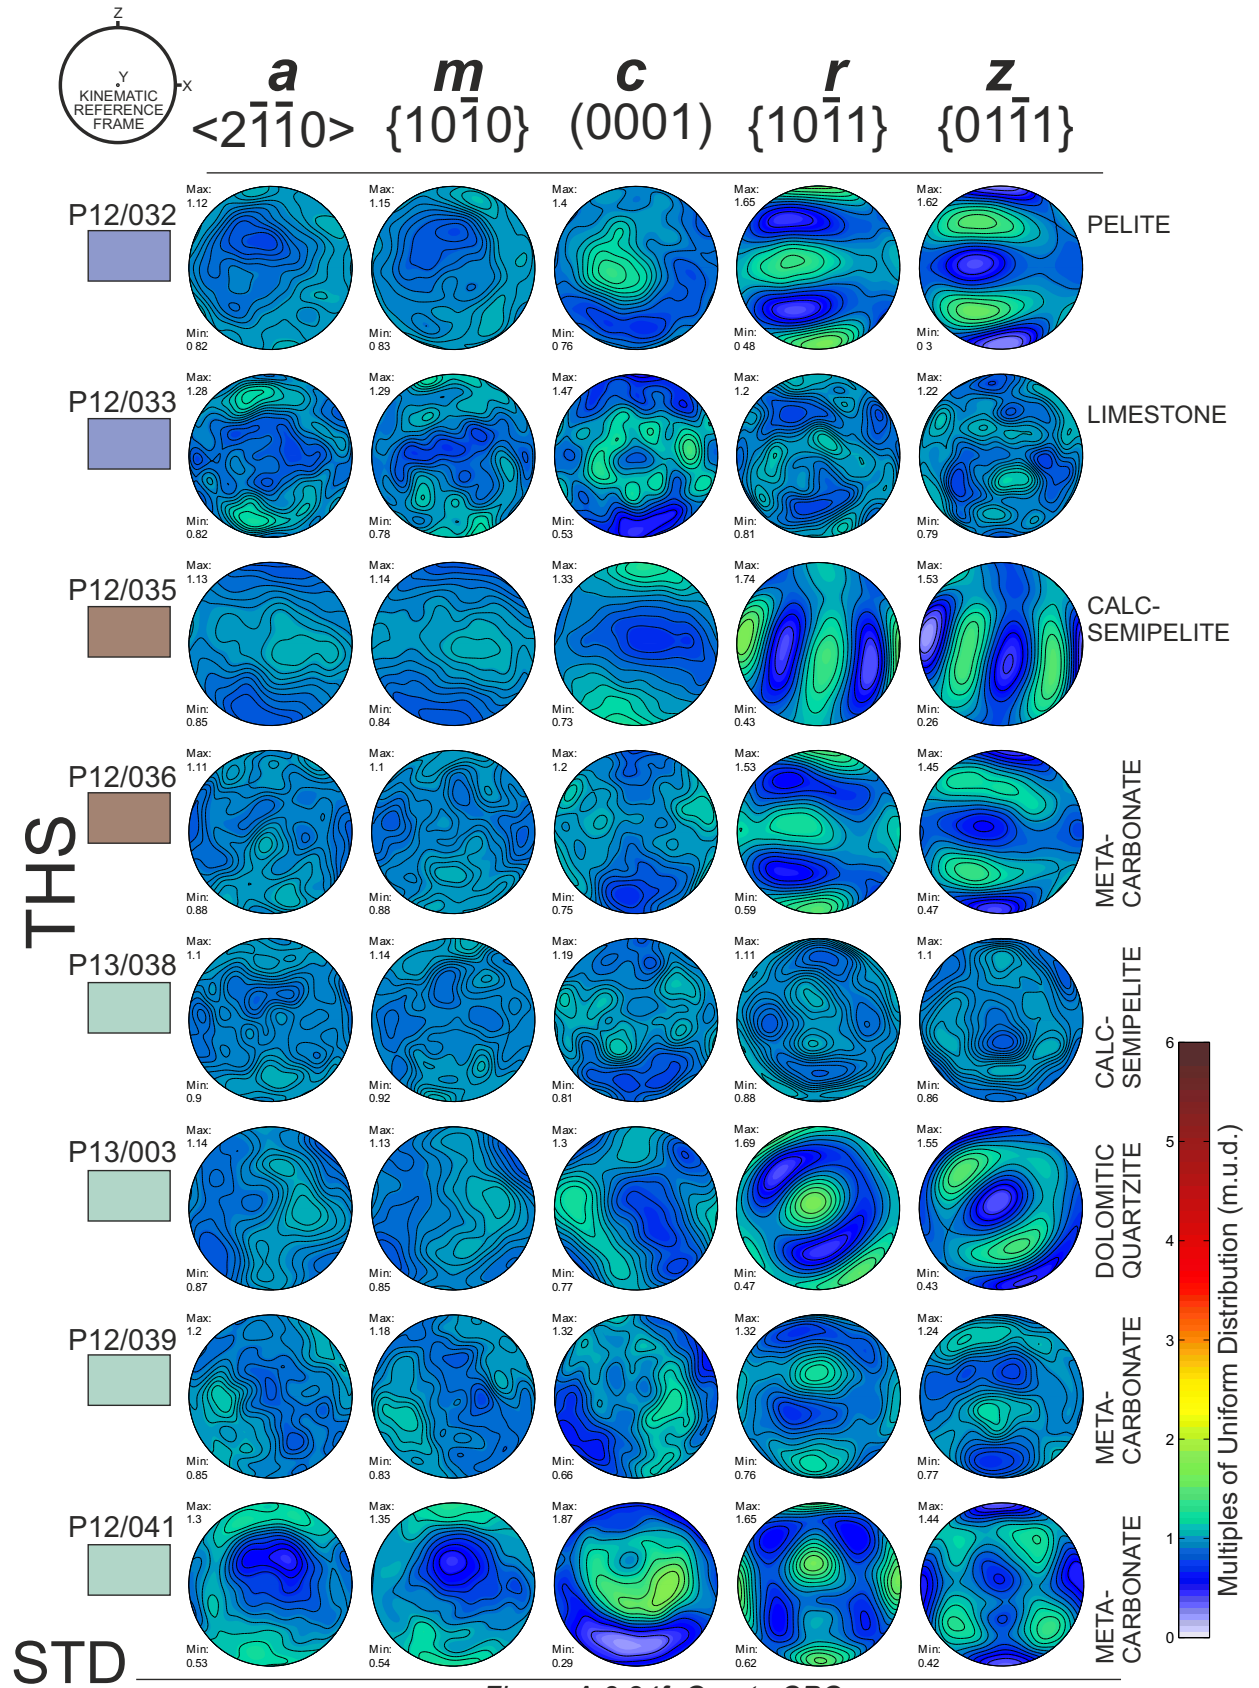 Z
Y
X
KINEMATIC
REFERENCE
FRAME
a m c r z
<2110> {1010} (0001) {1011} {0111}
P12/032
Max: 1.12 Max: 1.15 Max: 1.4 Max: 1.65 Max: 1.62
PELITE
Min: 0 82 Min: 0 83 Min: 0 76 Min: 0 48 Min: 0 3
P12/033
Max: 1.28 Max: 1.29 Max: 1.47 Max: 1.2 Max: 1.22
LIMESTONE
Min: 0.82 Min: 0.78 Min: 0.53 Min: 0.81 Min: 0.79
P12/035
Max: 1.13 Max: 1.14 Max: 1.33 Max: 1.74 Max: 1.53
CALC-
SEMIPELITE
Min: 0.85 Min: 0.84 Min: 0.73 Min: 0.43 Min: 0.26
P12/036
Max: 1.11 Max: 1.1 Max: 1.2 Max: 1.53 Max: 1.45
META-
CARBONATE
Min: 0.88 Min: 0.88 Min: 0.75 Min: 0.59 Min: 0.47
THS
P13/038
Max: 1.1 Max: 1.14 Max: 1.19 Max: 1.11 Max: 1.1
CALC-
SEMIPELITE
Min: 0.9 Min: 0.92 Min: 0.81 Min: 0.88 Min: 0.86
P13/003
Max: 1.14 Max: 1.13 Max: 1.3 Max: 1.69 Max: 1.55
DOLOMITIC
QUARTZITE
Min: 0.87 Min: 0.85 Min: 0.77 Min: 0.47 Min: 0.43
P12/039
Max: 1.2 Max: 1.18 Max: 1.32 Max: 1.32 Max: 1.24
META-
CARBONATE
Min: 0.85 Min: 0.83 Min: 0.66 Min: 0.76 Min: 0.77
P12/041
Max: 1.3 Max: 1.35 Max: 1.87 Max: 1.65 Max: 1.44
META-
CARBONATE
Min: 0.53 Min: 0.54 Min: 0.29 Min: 0.62 Min: 0.42
STD
6
5
4
3
2
1
0
Multiples of Uniform Distribution (m.u.d.)